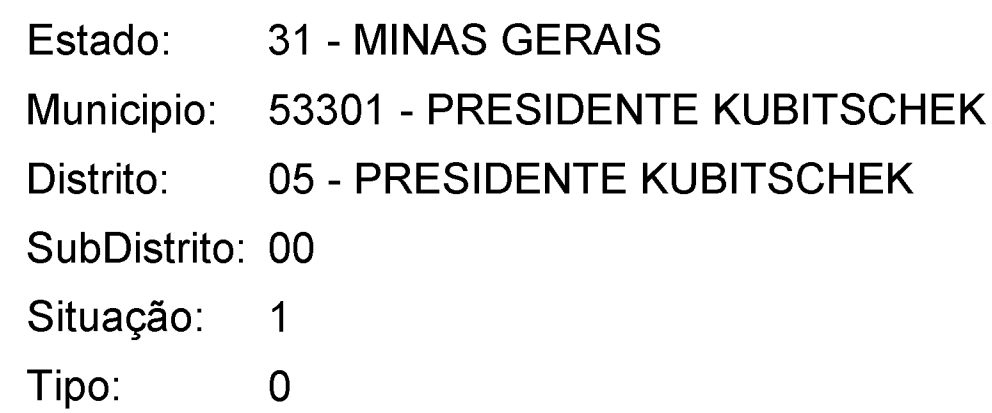 Estado: 31 - MINAS GERAIS
Municipio: 53301 - PRESIDENTE KUBITSCHEK
Distrito: 05 - PRESIDENTE KUBITSCHEK
SubDistrito: 00
Situação: 1
Tipo: 0